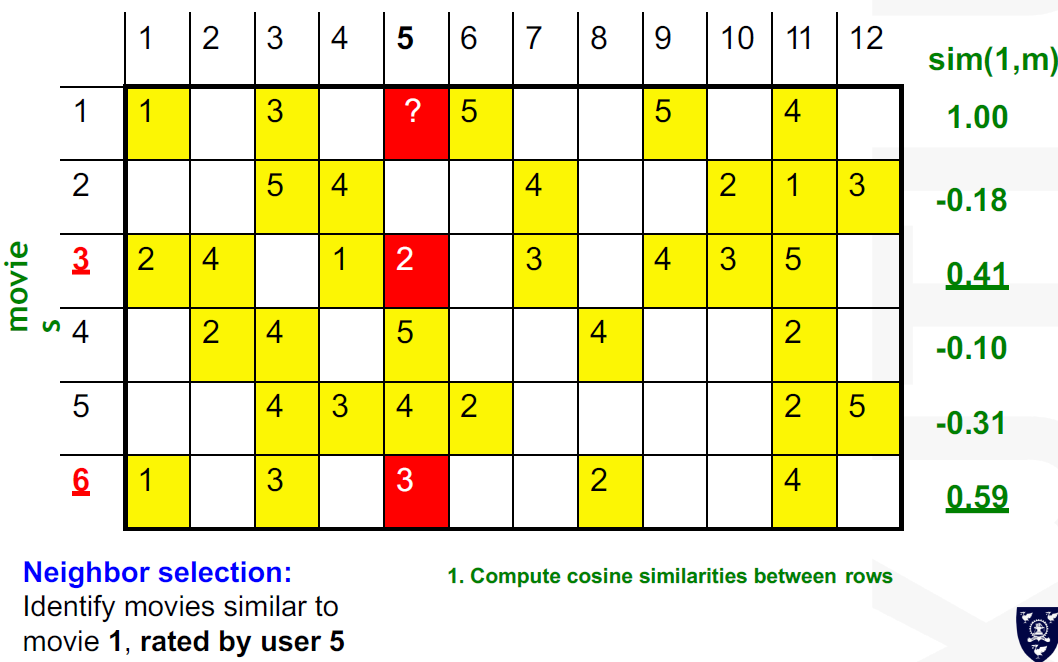 1 2 3 4 5 6 7 8 9 10 11 12
sim(1,m)
1 1 3 ? 5 5 4 1.00
2 5 4 4 2 1 3 -0.18
movie
s
3 2 4 1 2 3 4 3 5 0.41
4 2 4 5 4 2 -0.10
5 4 3 4 2 2 5 -0.31
6 1 3 3 2 4 0.59
Neighbor selection:
Identify movies similar to
movie 1, rated by user 5
1. Compute cosine similarities between rows